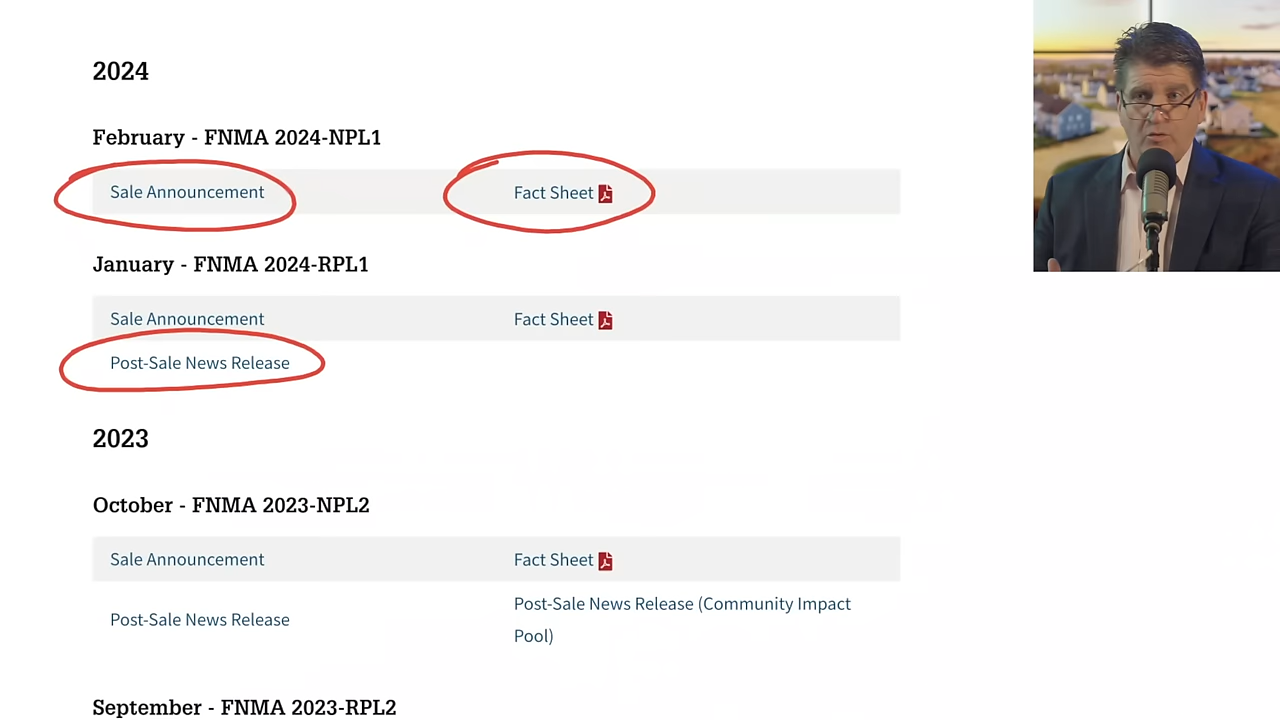 2024
February - FNMA 2024-NPL1
Sale Announcement
Fact Sheet
January - FNMA 2024-RPL1
Sale Announcement
Fact Sheet
Post-Sale News Release
2023
October - FNMA 2023-NPL2
Sale Announcement
Fact Sheet
Post-Sale News Release
Post-Sale News Release (Community Impact
Pool)
September - FNMA 2023-RPL2